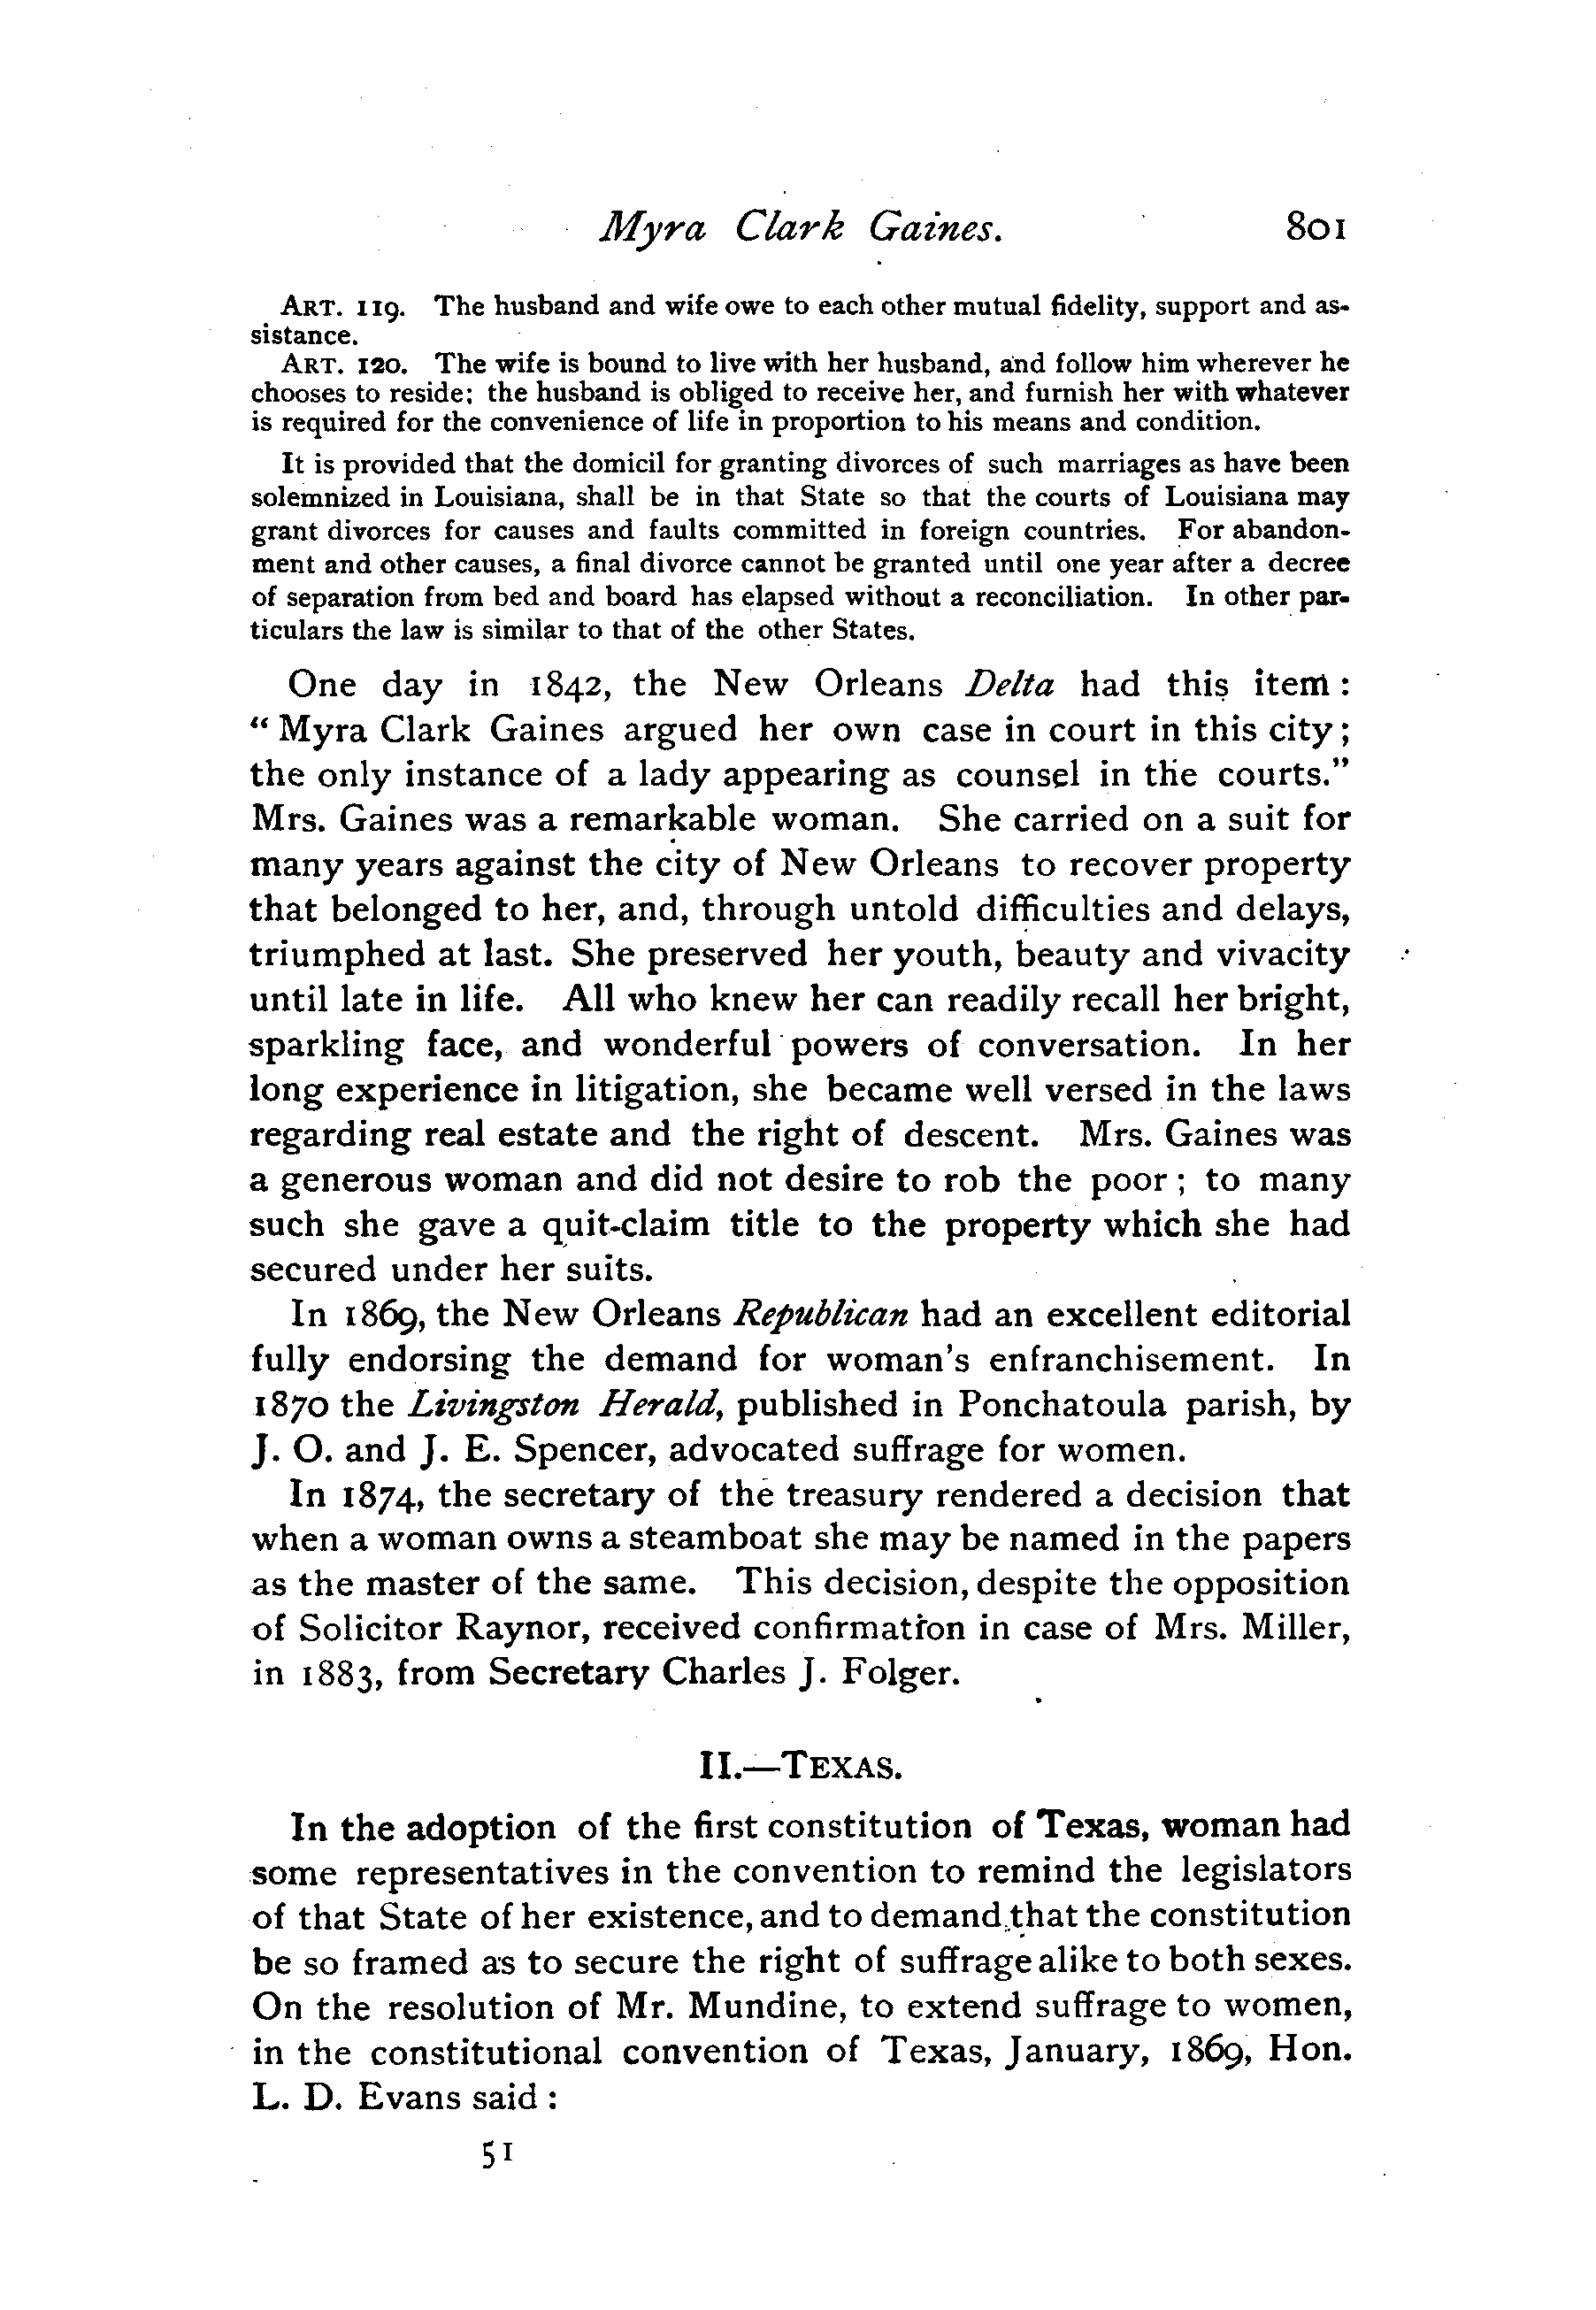 Myra Clark Gaines. 801
ART. 119. The husband and wife owe to each other mutual fidelity, support and as-
sistance.
ART. 120. The wife is bound to live with her husband, and follow him wherever he
chooses to reside; the husband is obliged to receive her, and furnish her with whatever
is required for the convenience of life in proportion to his means and condition.
It is provided that the domicil for granting divorces of such marriages as have been
solemnized in Louisiana, shall be in that State so that the courts of Louisiana may
grant divorces for causes and faults committed in foreign countries. For abandon-
ment and other causes, a final divorce cannot be granted until one year after a decree
of separation from bed and board has elapsed without a reconciliation. In other par-
ticulars the law is similar to that of the other States.
One day in 1842, the New Orleans Delta had this item :
“ Myra Clark Gaines argued her own case in court in this city ;
the only instance of a lady appearing as counsel in the courts.”
Mrs. Gaines was a remarkable woman. She carried on a suit for
many years against the city of New Orleans to recover property
that belonged to her, and, through untold difficulties and delays,
triumphed at last. She preserved her youth, beauty and vivacity
until late in life. All who knew her can readily recall her bright,
sparkling face, and wonderful powers of conversation. In her
long experience in litigation, she became well versed in the laws
regarding real estate and the right of descent. Mrs. Gaines was
a generous woman and did not desire to rob the poor ; to many
such she gave a quit-claim title to the property which she had
secured under her suits.
In 1869, the New Orleans Republican had an excellent editorial
fully endorsing the demand for woman's enfranchisement. In
1870 the Livingston Herald, published in Ponchatoula parish, by
J. O. and J. E. Spencer, advocated suffrage for women.
In 1874, the secretary of the treasury rendered a decision that
when a woman owns a steamboat she may be named in the papers
as the master of the same. This decision, despite the opposition
of Solicitor Raynor, received confirmation in case of Mrs. Miller,
in 1883, from Secretary Charles J. Folger.
II.—TEXAS.
In the adoption of the first constitution of Texas, woman had
some representatives in the convention to remind the legislators
of that State of her existence, and to demand that the constitution
be so framed as to secure the right of suffrage alike to both sexes.
On the resolution of Mr. Mundine, to extend suffrage to women,
in the constitutional convention of Texas, January, 1869, Hon.
L. D. Evans said :
51